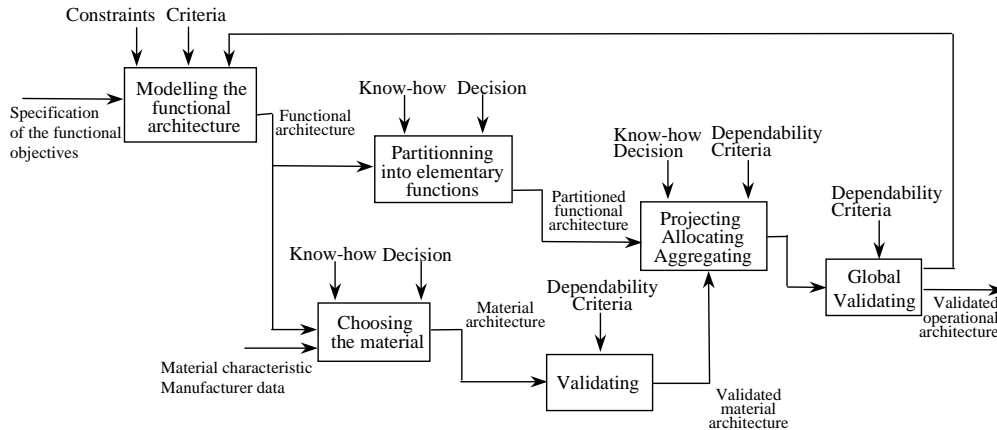 Constraints Criteria
Modelling the
functional
architecture
Specification
of the functional
objectives
Functional
architecture
Know-how Decision
Partitionning
into elementary
functions
Partitioned
functional
architecture
Know-how
Decision
Dependability
Criteria
Projecting
Allocating
Aggregating
Dependability
Criteria
Global
Validating
Validated
operational
architecture
Know-how Decision
Choosing
the material
Material characteristic
Manufacturer data
Material
architecture
Dependability
Criteria
Validating
Validated
material
architecture